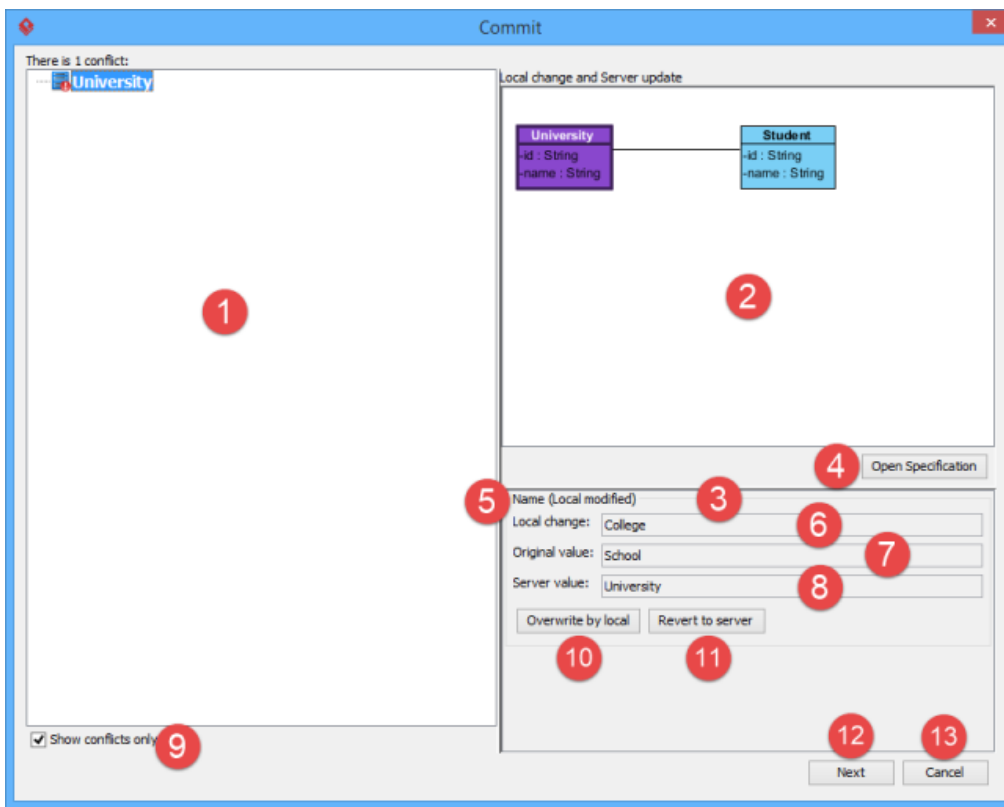 Commit
There is 1 conflict:
University
Local change and Server update
University
-id : String
-name : String
Student
-id : String
-name : String
1
2
4
Open Specification
5
Name (Local modified)
3
Local change:
College
6
Original value:
School
7
Server value:
University
8
Overwrite by local
Revert to server
10
11
Show conflicts only
9
12
13
Next
Cancel